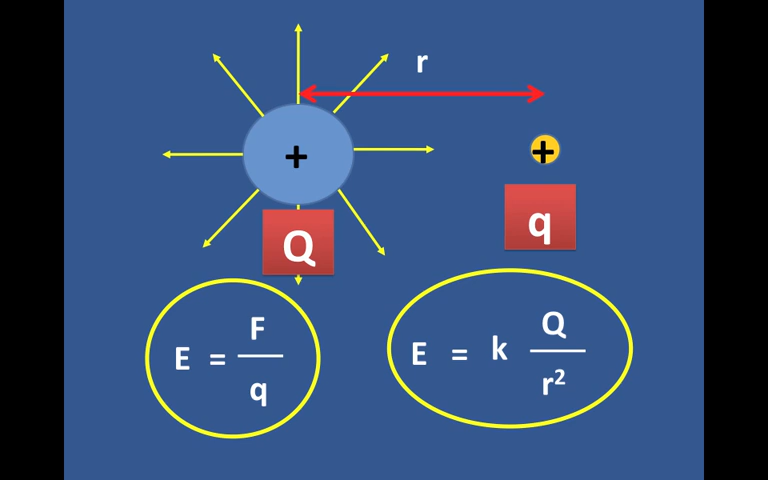 r
+
+
Q
q
E = F/q
E = k Q/r²